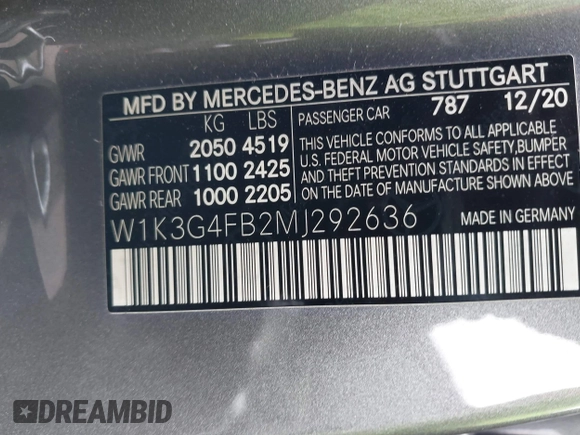 MFD BY MERCEDES-BENZ AG STUTTGART
KG LBS PASSENGER CAR 787 12/20
GVWR 2050 4519
GAWR FRONT 1100 2425
GAWR REAR 1000 2205
THIS VEHICLE CONFORMS TO ALL APPLICABLE
U.S. FEDERAL MOTOR VEHICLE SAFETY, BUMPER
AND THEFT PREVENTION STANDARDS IN EFFECT
ON THE DATE OF MANUFACTURE SHOWN ABOVE.
W1K3G4FB2MJ292636 MADE IN GERMANY
DREAMBID